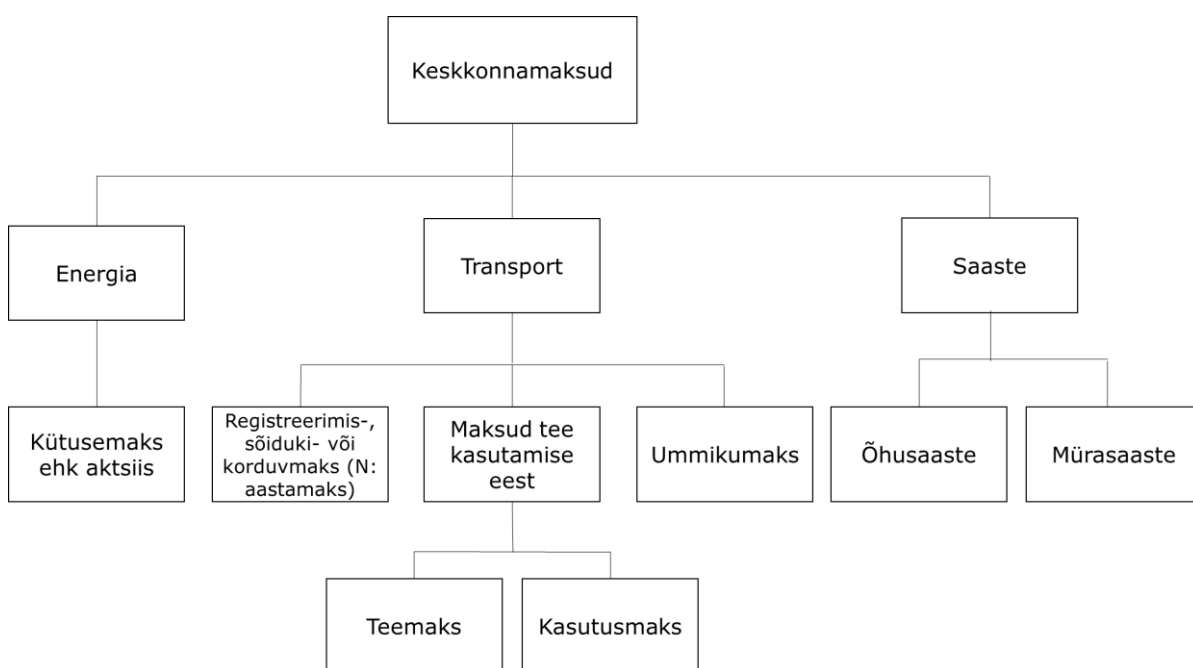 Keskkonnamaksud
Energia
Transport
Saaste
Kütusemaks
ehk aktsiis
Registreerimis-,
sõiduki- või
korduvmaks (N:
aastamaks)
Maksud tee
kasutamise
eest
Ummikumaks
Õhusaaste
Mürasaaste
Teemaks
Kasutusmaks